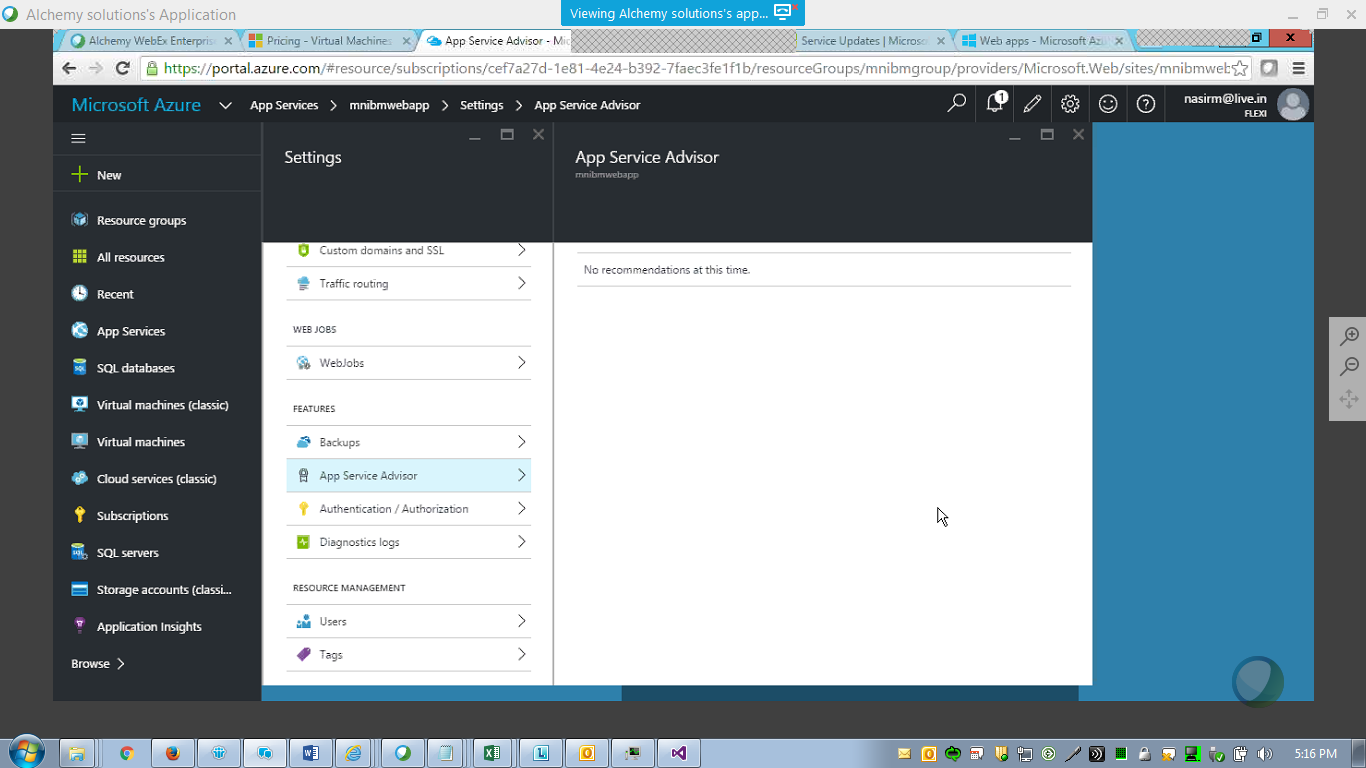 Alchemy solutions's Application
Viewing Alchemy solutions's app...
Alchemy WebEx Enterpris
Pricing - Virtual Machines
App Service Advisor - Mic
Service Updates | Microso
Web apps - Microsoft Azu
https://portal.azure.com/#resource/subscriptions/cef7a27d-1e81-4e24-b392-7faec3fe1f1b/resourceGroups/mnibmgroup/providers/Microsoft.Web/sites/mnibmweb
Microsoft Azure
App Services > mnibmwebapp > Settings > App Service Advisor
1
nasirm@live.in
FLEXI
New
Resource groups
All resources
Recent
App Services
SQL databases
Virtual machines (classic)
Virtual machines
Cloud services (classic)
Subscriptions
SQL servers
Storage accounts (classi...
Application Insights
Browse >
Settings
Custom domains and SSL
Traffic routing
WEB JOBS
WebJobs
FEATURES
Backups
App Service Advisor
Authentication / Authorization
Diagnostics logs
RESOURCE MANAGEMENT
Users
Tags
App Service Advisor
mnibmwebapp
No recommendations at this time.
5:16 PM